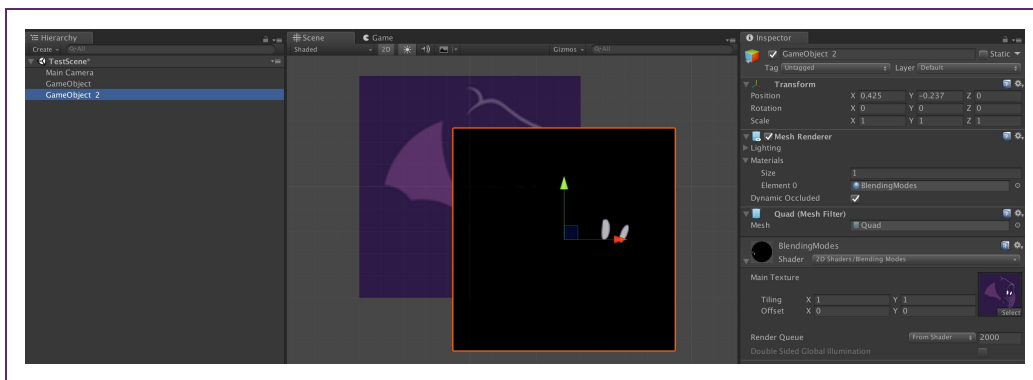 Hierarchy
Create All
TestScene*
Main Camera
GameObject
GameObject 2
Scene Game
Shaded 2D Gizmos All
Inspector
GameObject 2 Static
Tag Untagged Layer Default
Transform
Position X 0.425 Y -0.237 Z 0
Rotation X 0 Y 0 Z 0
Scale X 1 Y 1 Z 1
Mesh Renderer
Lighting
Materials
Size 1
Element 0 BlendingModes
Dynamic Occluded
Quad (Mesh Filter)
Mesh Quad
BlendingModes
Shader 2D Shaders/Blending Modes
Main Texture
Tiling X 1 Y 1
Offset X 0 Y 0
Select
Render Queue From Shader 2000
Double Sided Global Illumination